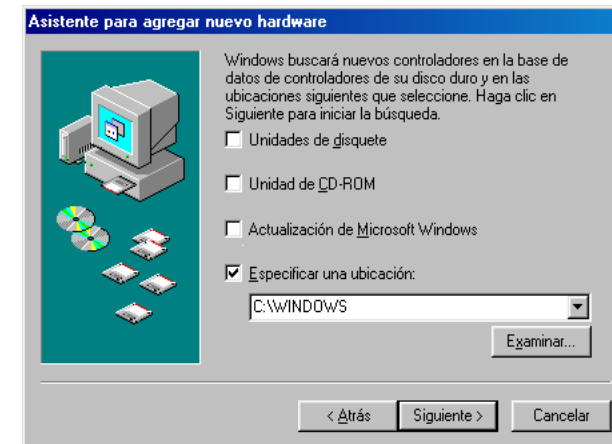 Asistente para agregar nuevo hardware
Windows buscará nuevos controladores en la base de
datos de controladores de su disco duro y en las
ubicaciones siguientes que seleccione. Haga clic en
Siguiente para iniciar la búsqueda.
Unidades de disquete
Unidad de CD-ROM
Actualización de Microsoft Windows
Especificar una ubicación:
C:\WINDOWS
Examinar...
< Atrás
Siguiente >
Cancelar